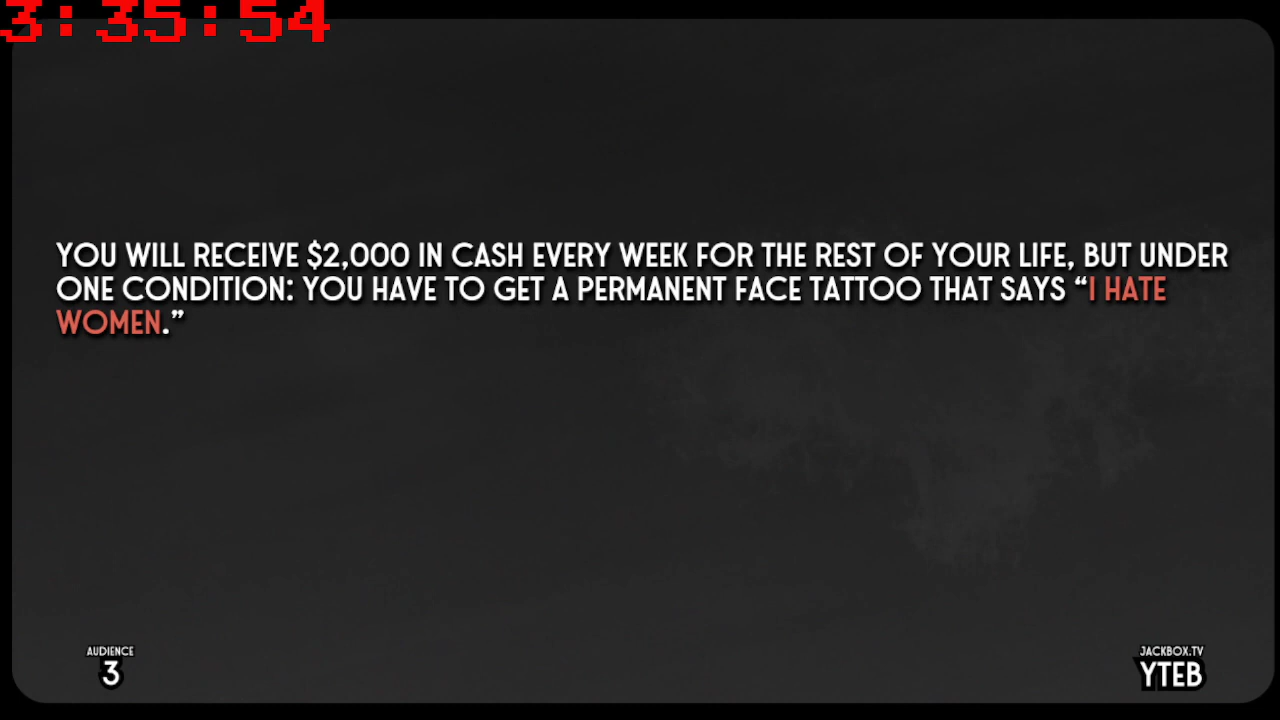 3:35:54
YOU WILL RECEIVE $2,000 IN CASH EVERY WEEK FOR THE REST OF YOUR LIFE, BUT UNDER
ONE CONDITION: YOU HAVE TO GET A PERMANENT FACE TATTOO THAT SAYS “I HATE
WOMEN.”
AUDIENCE
3
JACKBOX.TV
YTEB